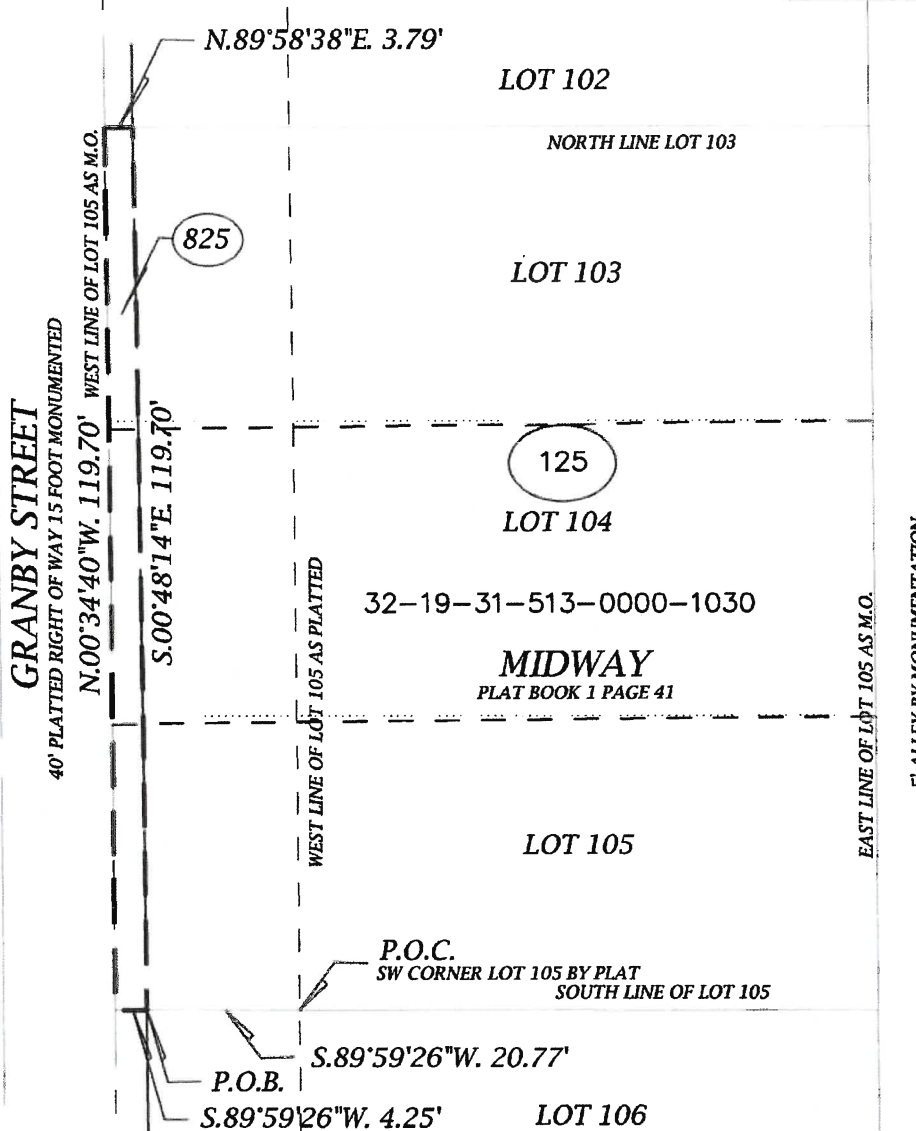 N.89°58'38"E. 3.79'
LOT 102
NORTH LINE LOT 103
WEST LINE OF LOT 105 AS M.O.
825
LOT 103
GRANBY STREET
40' PLATTED RIGHT OF WAY 15 FOOT MONUMENTED
N.00°34'40"W. 119.70'
S.00°48'14"E. 119.70'
125
LOT 104
32-19-31-513-0000-1030
MIDWAY
PLAT BOOK 1 PAGE 41
WEST LINE OF LOT 105 AS PLATTED
EAST LINE OF LOT 105 AS M.O.
5' ALLEY BY MONUMENTATION
LOT 105
P.O.C.
SW CORNER LOT 105 BY PLAT
SOUTH LINE OF LOT 105
S.89°59'26"W. 20.77'
P.O.B.
S.89°59'26"W. 4.25'
LOT 106